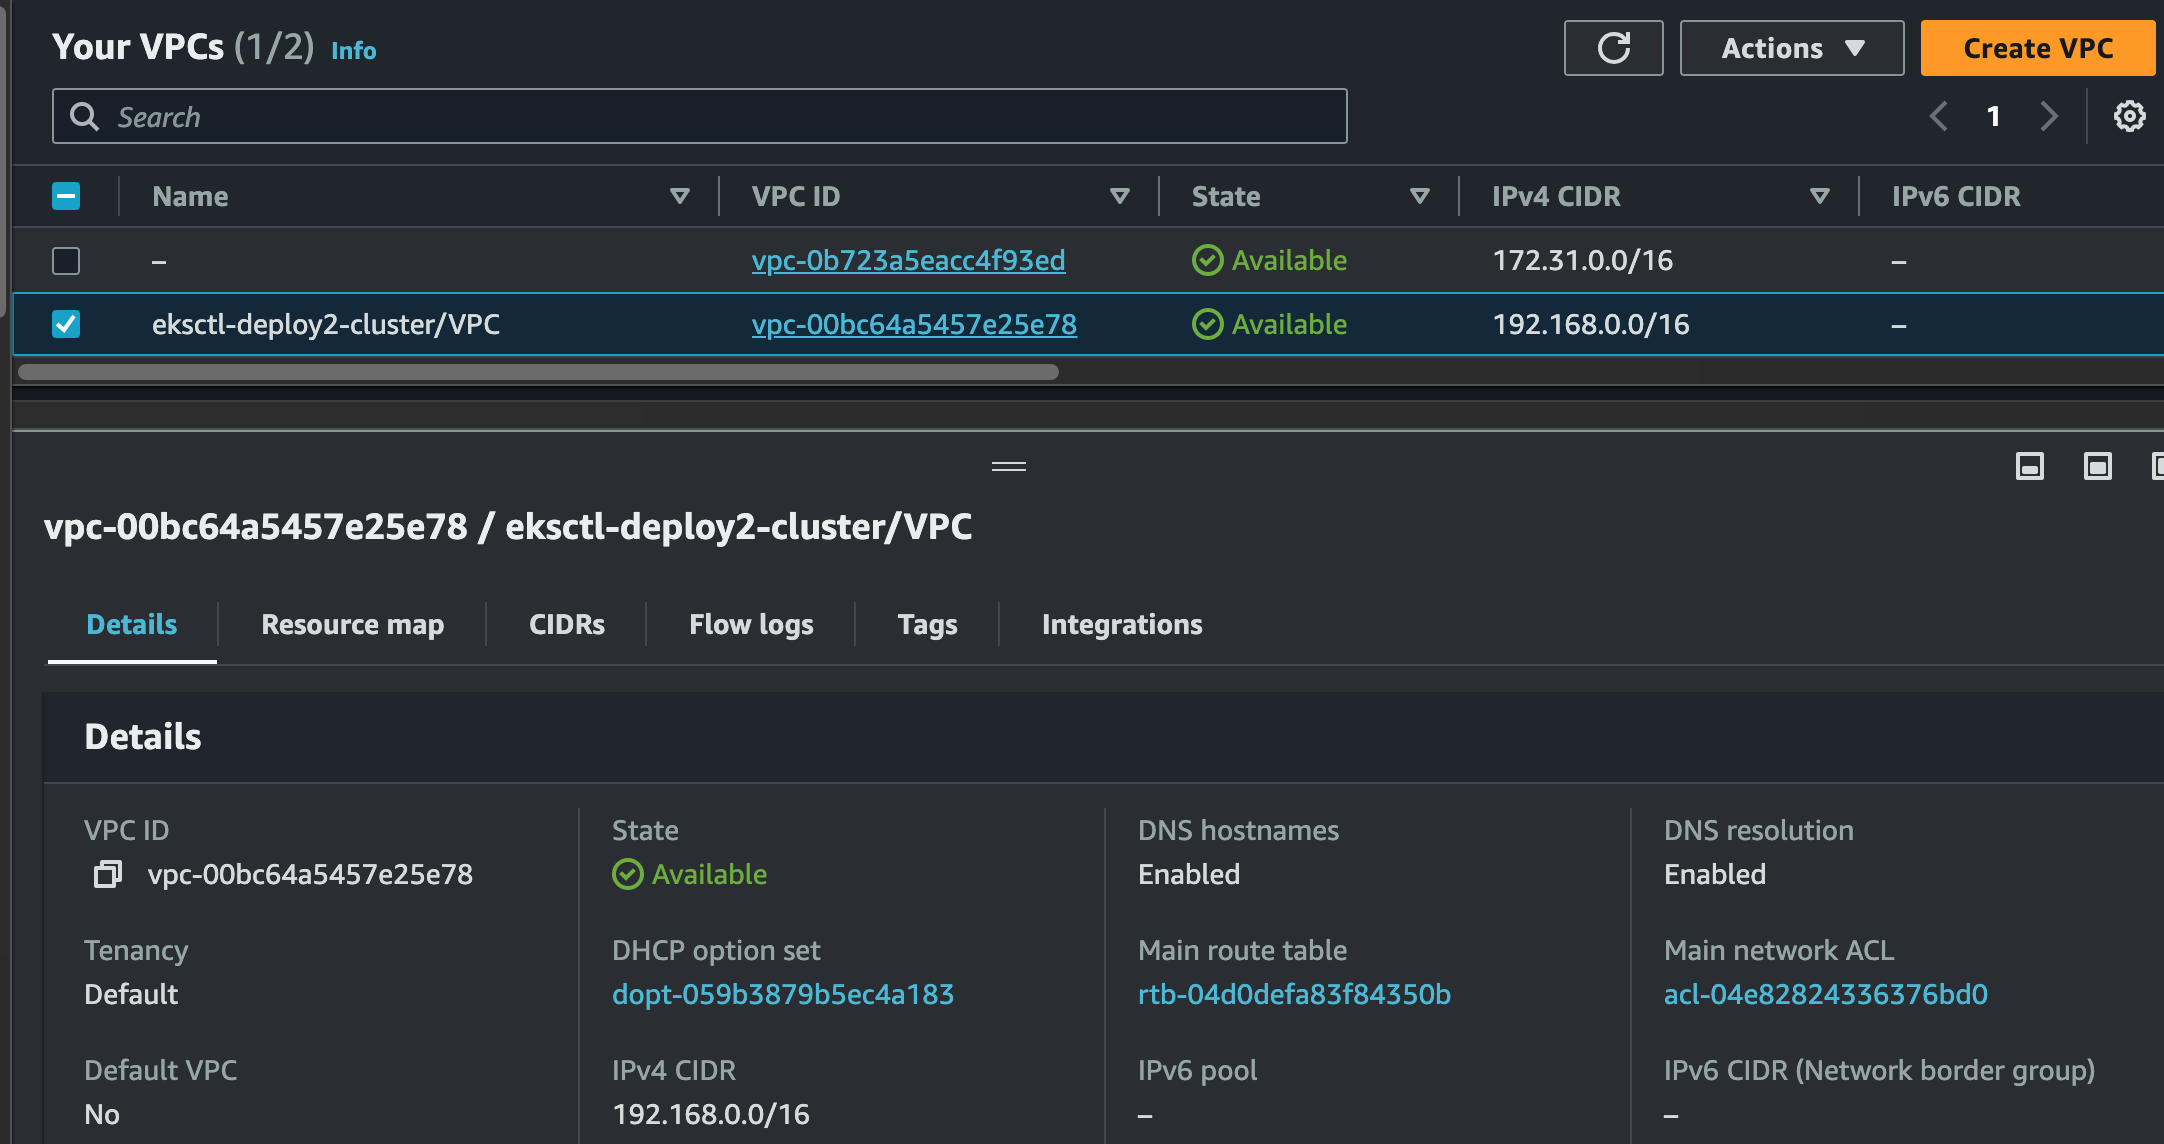 Your VPCs (1/2) Info
Actions
Create VPC
Search
1
Name VPC ID State IPv4 CIDR IPv6 CIDR
– vpc-0b723a5eacc4f93ed Available 172.31.0.0/16 –
eksctl-deploy2-cluster/VPC vpc-00bc64a5457e25e78 Available 192.168.0.0/16 –
vpc-00bc64a5457e25e78 / eksctl-deploy2-cluster/VPC
Details Resource map CIDRs Flow logs Tags Integrations
Details
VPC ID State DNS hostnames DNS resolution
vpc-00bc64a5457e25e78 Available Enabled Enabled
Tenancy DHCP option set Main route table Main network ACL
Default dopt-059b3879b5ec4a183 rtb-04d0defa83f84350b acl-04e82824336376bd0
Default VPC IPv4 CIDR IPv6 pool IPv6 CIDR (Network border group)
No 192.168.0.0/16 – –